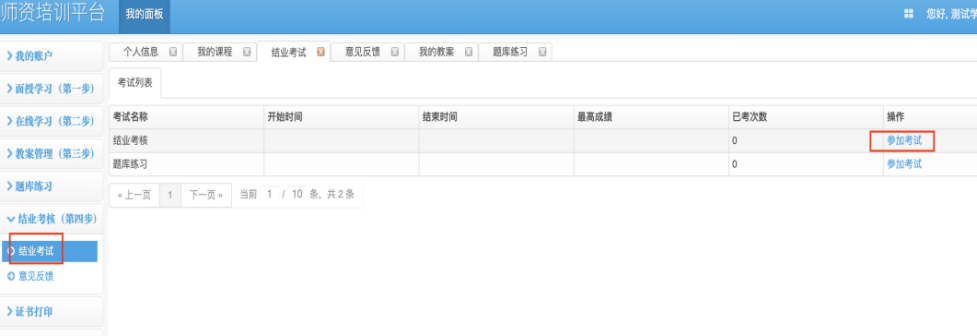 师资培训平台 我的面板 您好, 测试学
我的账户
面授学习（第一步）
在线学习（第二步）
教案管理（第三步）
题库练习
结业考核（第四步）
结业考试
意见反馈
证书打印
个人信息 我的课程 结业考试 意见反馈 我的教案 题库练习
考试列表
考试名称 开始时间 结束时间 最高成绩 已考次数 操作
结业考核 0 参加考试
题库练习 0 参加考试
« 上一页 1 下一页 » 当前 1 / 10 条, 共 2 条